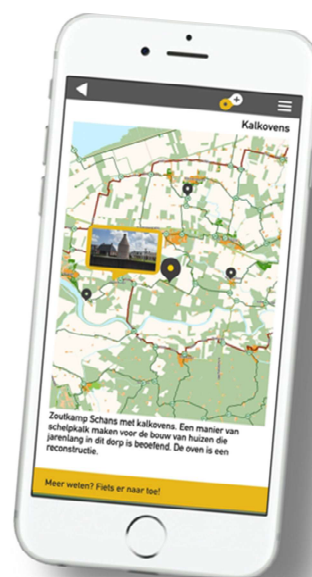 Kalkovens
Zoutkamp Schans met kalkovens. Een manier van
schelpkalk maken voor de bouw van huizen die
jarenlang in dit dorp is beoefend. De oven is een
reconstructie.
Meer weten? Fiets er naar toe!